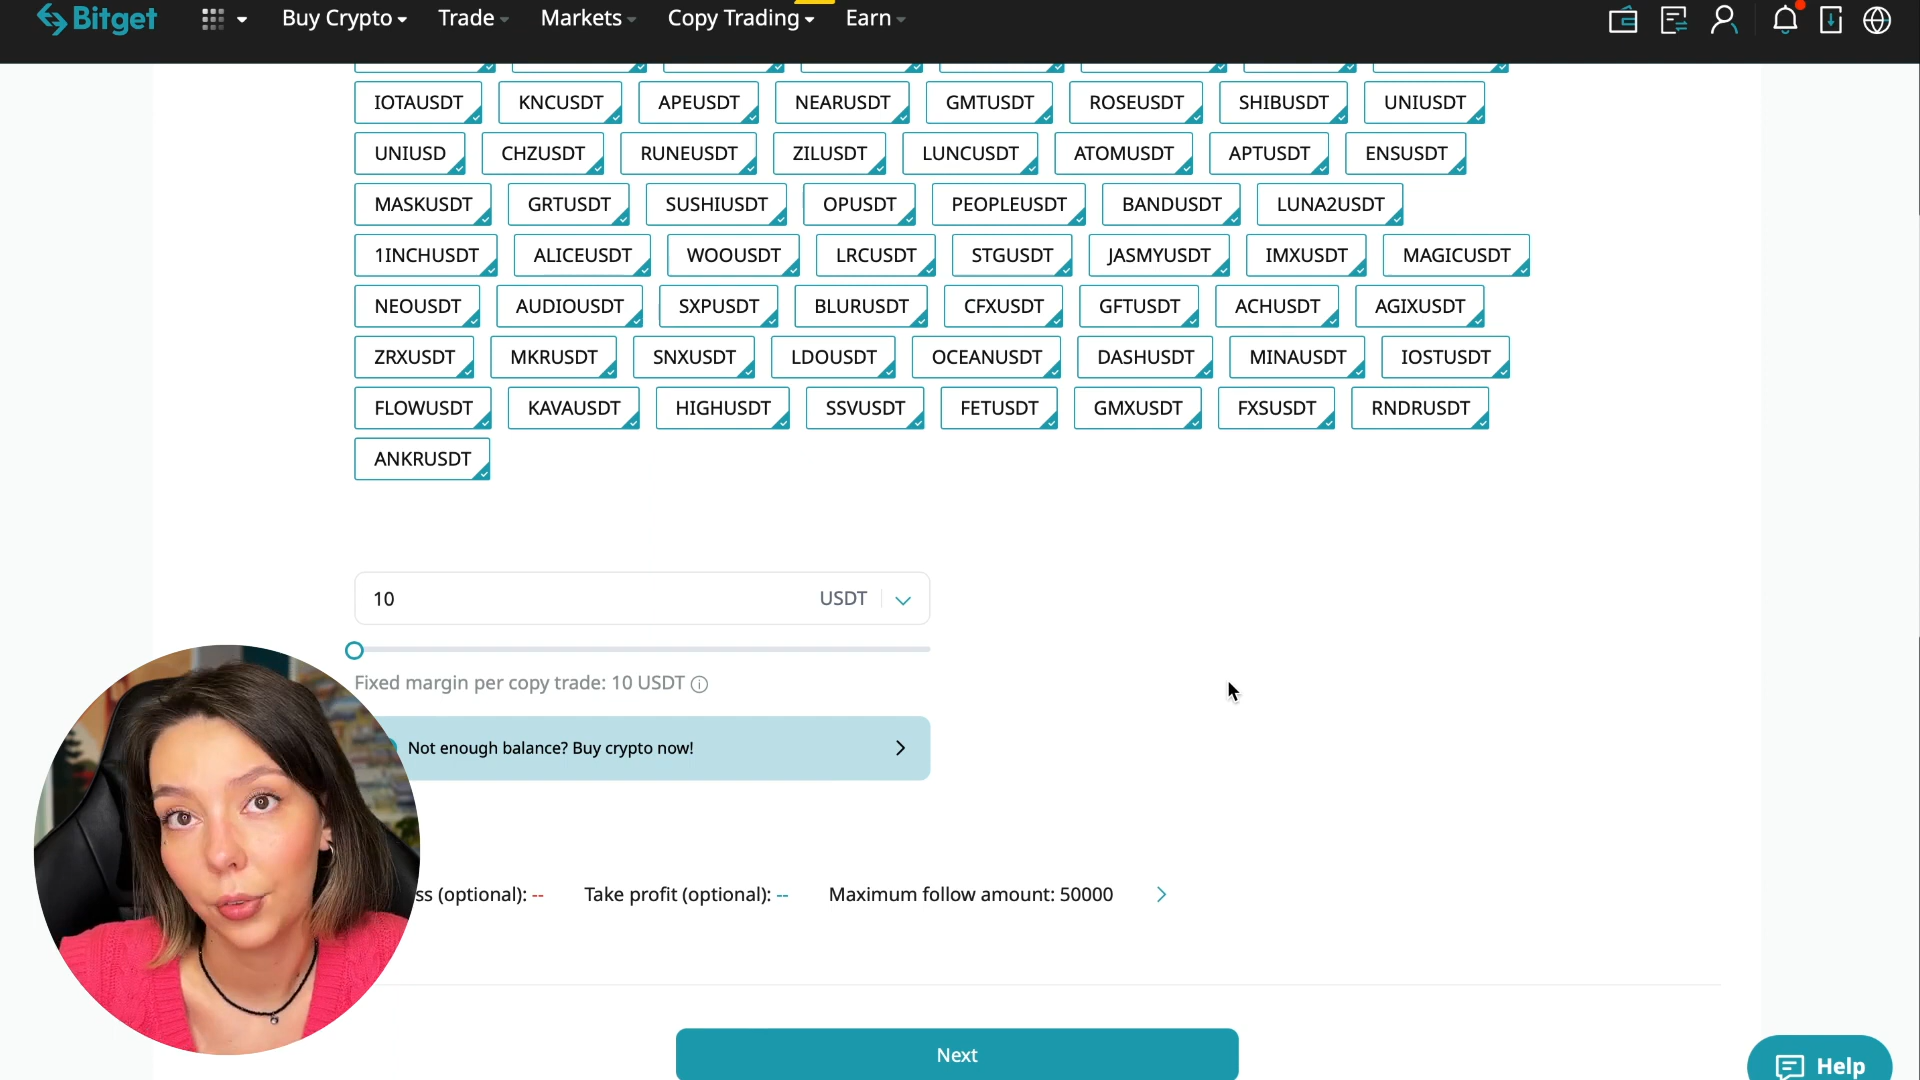 Bitget Buy Crypto Trade Markets Copy Trading Earn
IOTAUSDT KNCUSDT APEUSDT NEARUSDT GMTUSDT ROSEUSDT SHIBUSDT UNIUSDT
UNIUSD CHZUSDT RUNEUSDT ZILUSDT LUNCUSDT ATOMUSDT APTUSDT ENSUSDT
MASKUSDT GRTUSDT SUSHIUSDT OPUSDT PEOPLEUSDT BANDUSDT LUNA2USDT
1INCHUSDT ALICEUSDT WOOUSDT LRCUSDT STGUSDT JASMYUSDT IMXUSDT MAGICUSDT
NEOUSDT AUDIOUSDT SXPUSDT BLURUSDT CFXUSDT GFTUSDT ACHUSDT AGIXUSDT
ZRXUSDT MKRUSDT SNXUSDT LDOUSDT OCEANUSDT DASHUSDT MINAUSDT IOSTUSDT
FLOWUSDT KAVAUSDT HIGHUSDT SSVUSDT FETUSDT GMXUSDT FXSUSDT RNDRUSDT
ANKRUSDT
10 USDT
Fixed margin per copy trade: 10 USDT
Not enough balance? Buy crypto now!
ss (optional): -- Take profit (optional): -- Maximum follow amount: 50000
Next
Help